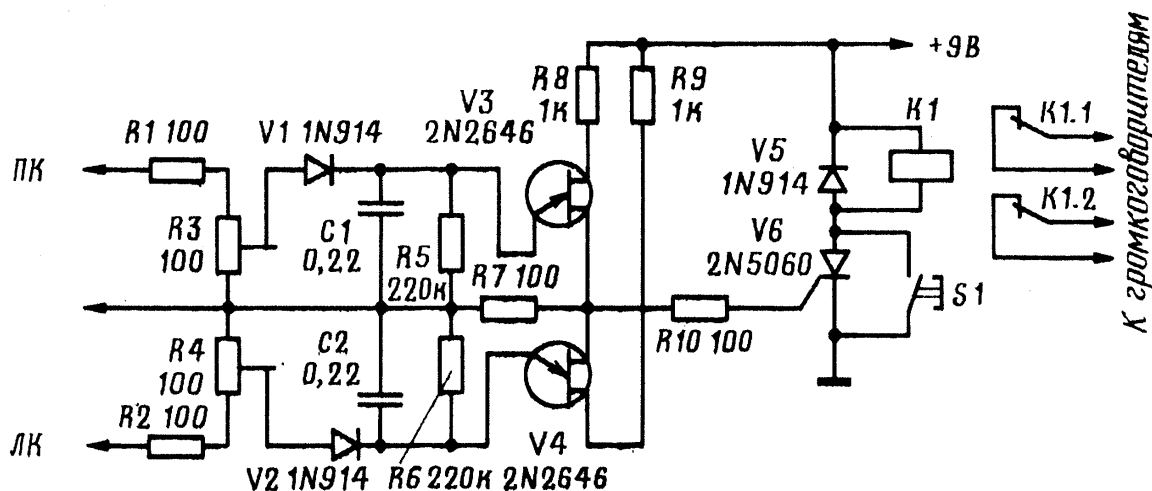 +9В
R8
1к
R9
1к
V3
2N2646
K1
K1.1
R1 100
V1 1N914
ПК
V5
1N914
K1.2
R3
100
C1
0,22
R5
220к
R7 100
V6
2N5060
S1
R10 100
R4
100
C2
0,22
R2 100
ЛК
V2 1N914
R6 220к
V4
2N2646
К громкоговорителям